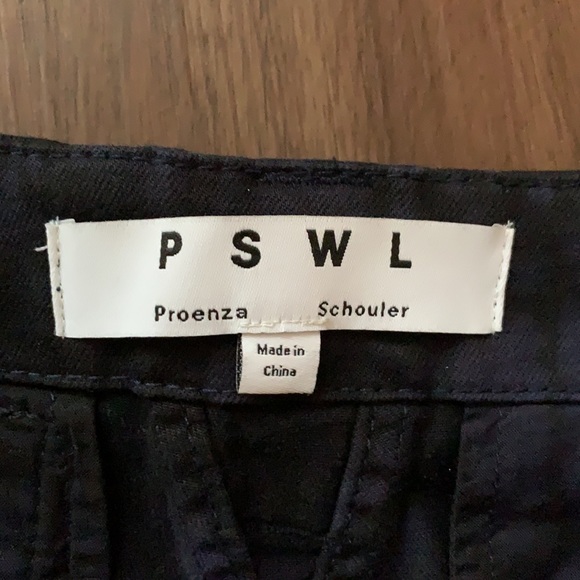 P S W L
Proenza Schouler
Made in
China